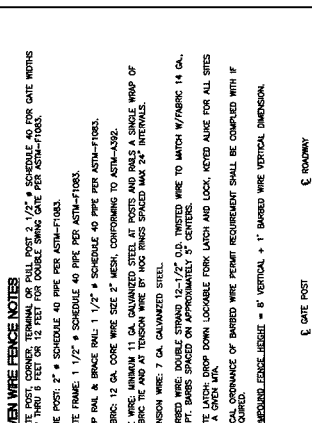 VEN WIRE FENCE NOTES
TE POST, CORNER, TERMINAL OR PULL POST 2 1/2" ø SCHEDULE 40 FOR GATE WIDTHS
THRU 6 FEET OR 12 FEET FOR DOUBLE SWING GATE PER ASTM-F1083.
E POST: 2" ø SCHEDULE 40 PIPE PER ASTM-F1083.
TE FRAME: 1 1/2" ø SCHEDULE 40 PIPE PER ASTM-F1083.
P RAIL & BRACE RAIL: 1 1/2" ø SCHEDULE 40 PIPE PER ASTM-F1083.
BRIC: 12 GA. CORE WIRE SIZE 2" MESH, CONFORMING TO ASTM-A392.
E WIRE: MINIMUM 11 GA. GALVANIZED STEEL AT POSTS AND RAILS A SINGLE WRAP OF
BRIC TIE AND AT TENSION WIRE BY HOG RINGS SPACED MAX 24" INTERVALS.
NSION WIRE: 7 GA. GALVANIZED STEEL.
RBED WIRE: DOUBLE STRAND 12-1/2" O.D. TWISTED WIRE TO MATCH W/FABRIC 14 GA.,
PT. BARBS SPACED ON APPROXIMATELY 5" CENTERS.
TE LATCH: DROP DOWN LOCKABLE FORK LATCH AND LOCK, KEYED ALIKE FOR ALL SITES
A GIVEN MTA.
CAL ORDINANCE OF BARBED WIRE PERMIT REQUIREMENT SHALL BE COMPLIED WITH IF
QUIRED.
MPOUND FENCE HEIGHT = 8' VERTICAL + 1' BARBED WIRE VERTICAL DIMENSION.
℄ GATE POST
℄ ROADWAY